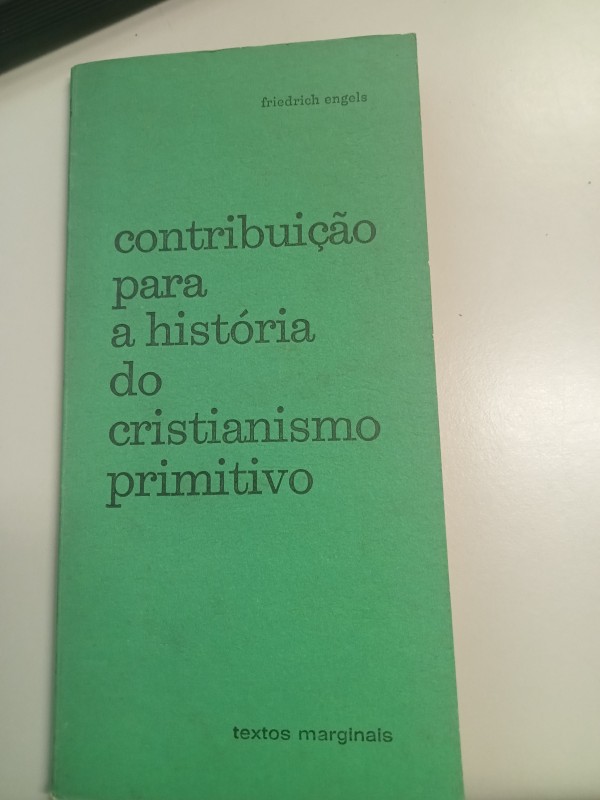 friedrich engels
contribuição
para
a história
do
cristianismo
primitivo
textos marginais